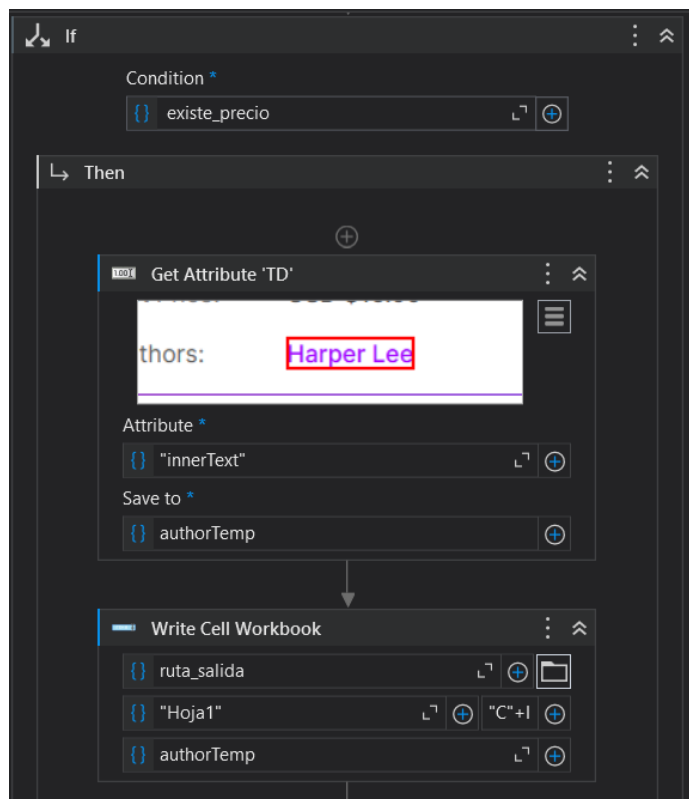 If
Condition *
existe_precio
Then
Get Attribute 'TD'
thors: Harper Lee
Attribute *
"innerText"
Save to *
authorTemp
Write Cell Workbook
ruta_salida
"Hoja1" "C"+I
authorTemp